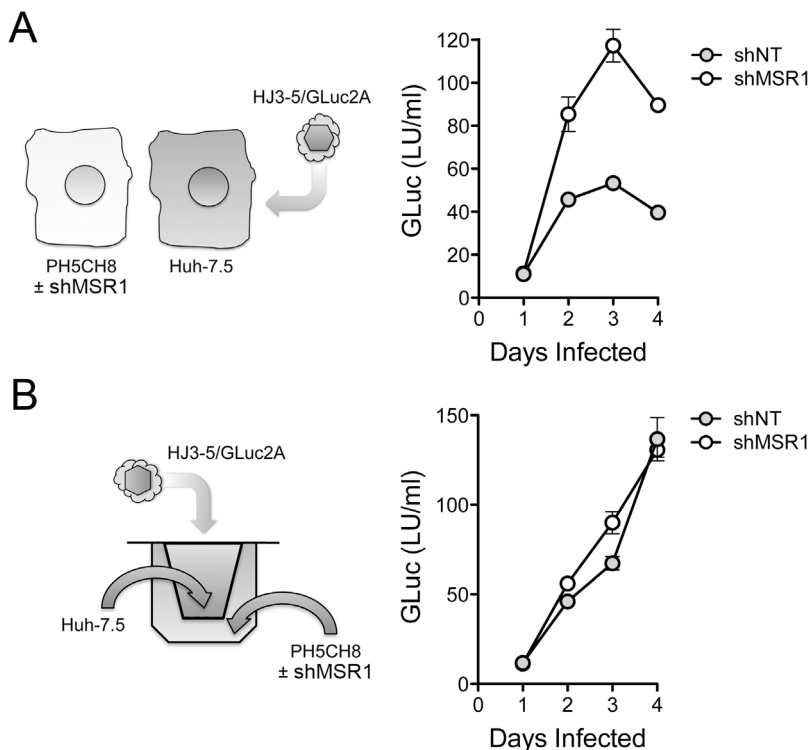 A
HJ3-5/GLuc2A
PH5CH8
± shMSR1
Huh-7.5
GLuc (LU/ml)
120
100
80
60
40
20
0
0 1 2 3 4
Days Infected
shNT
shMSR1
B
HJ3-5/GLuc2A
Huh-7.5
PH5CH8
± shMSR1
GLuc (LU/ml)
150
100
50
0
0 1 2 3 4
Days Infected
shNT
shMSR1